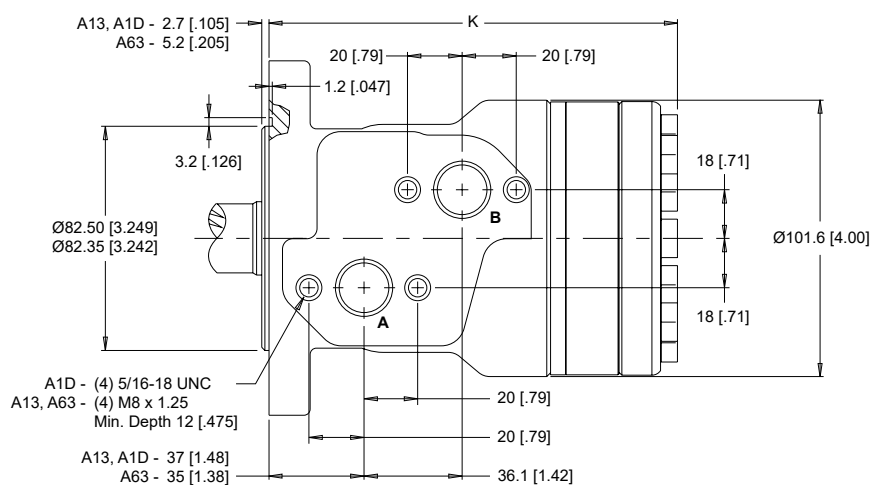 A13, A1D - 2.7 [.105]
A63 - 5.2 [.205]
K
20 [.79]
20 [.79]
1.2 [.047]
3.2 [.126]
18 [.71]
B
Ø82.50 [3.249]
Ø82.35 [3.242]
Ø101.6 [4.00]
A
18 [.71]
A1D - (4) 5/16-18 UNC
A13, A63 - (4) M8 x 1.25
Min. Depth 12 [.475]
20 [.79]
20 [.79]
A13, A1D - 37 [1.48]
A63 - 35 [1.38]
36.1 [1.42]